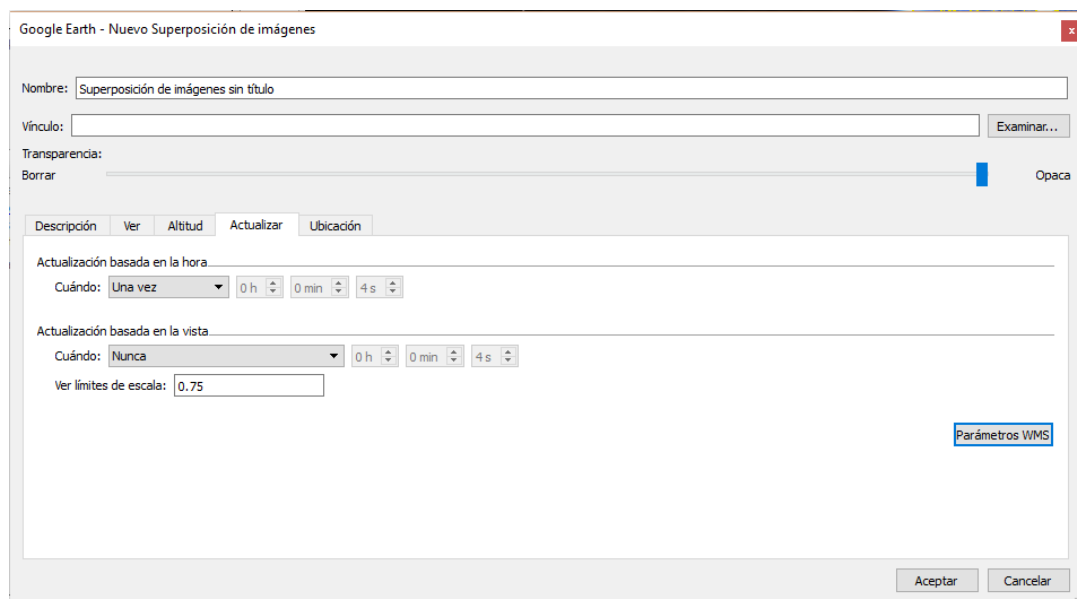 Google Earth - Nuevo Superposición de imágenes
x
Nombre: Superposición de imágenes sin título
Vínculo: Examinar...
Transparencia:
Borrar Opaca
Descripción Ver Altitud Actualizar Ubicación
Actualización basada en la hora
Cuándo: Una vez 0 h 0 min 4 s
Actualización basada en la vista
Cuándo: Nunca 0 h 0 min 4 s
Ver límites de escala: 0.75
Parámetros WMS
Aceptar Cancelar